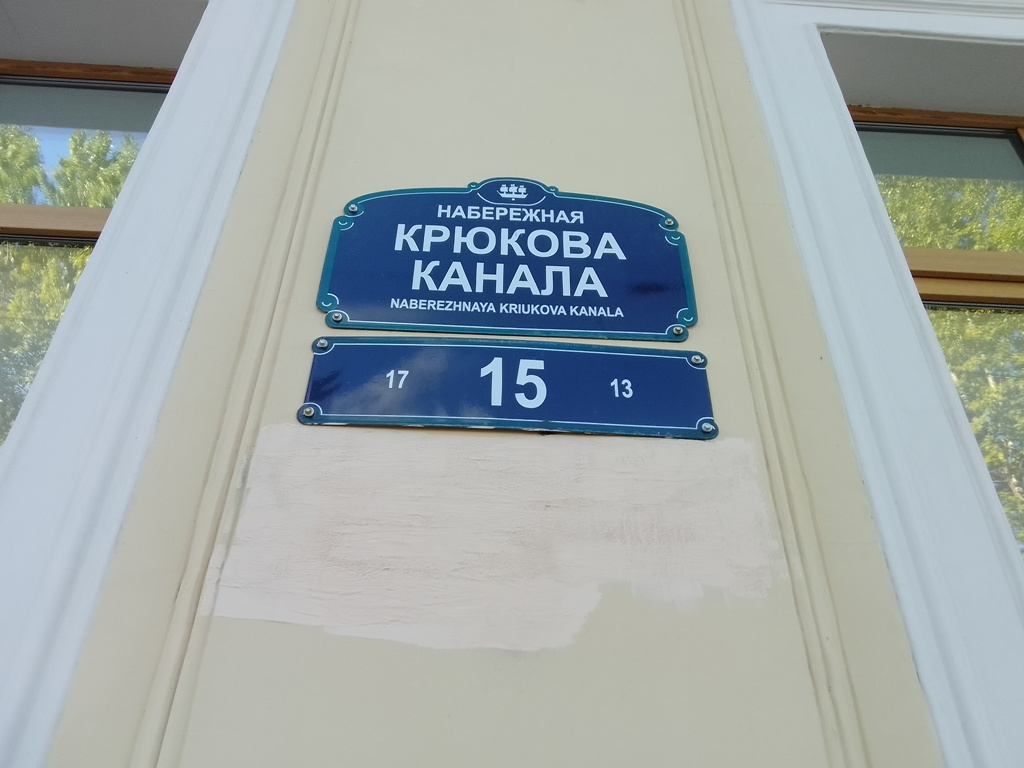 НАБЕРЕЖНАЯ
КРЮКОВА
КАНАЛА
NABEREZHNAYA KRIUKOVA KANALA
17 15 13